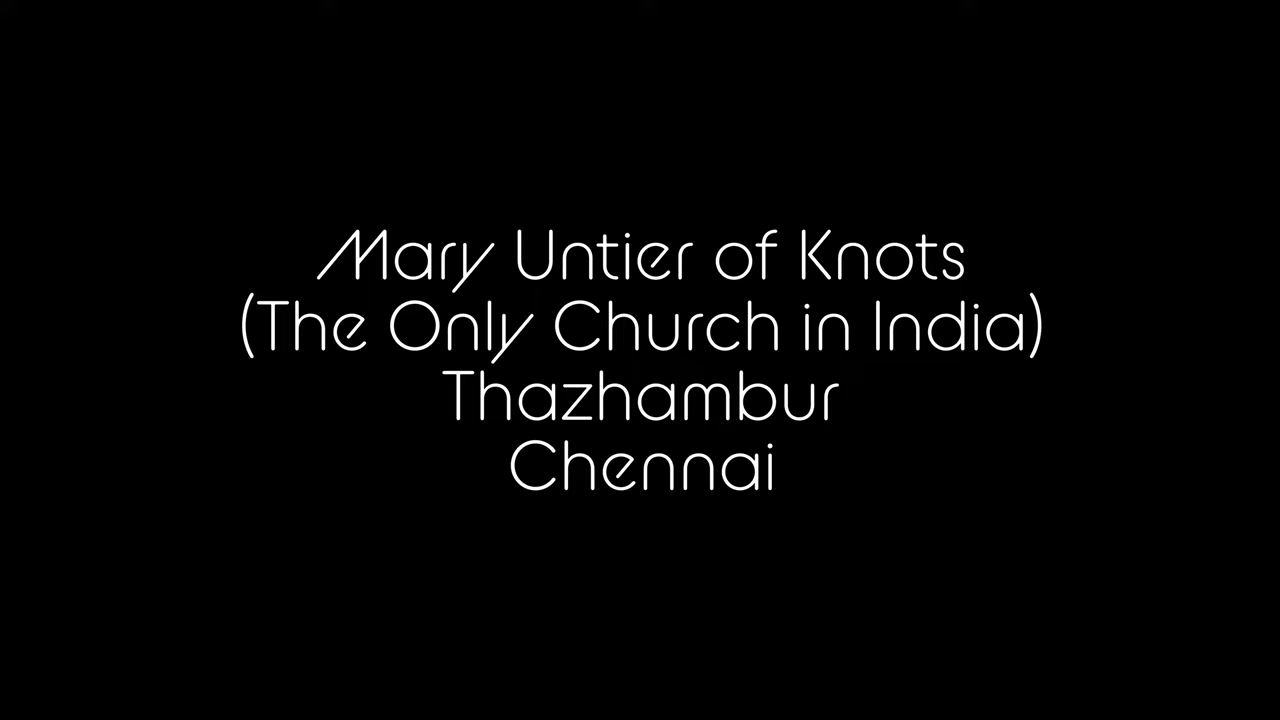 Mary Untier of Knots
(The Only Church in India)
Thazhambur
Chennai